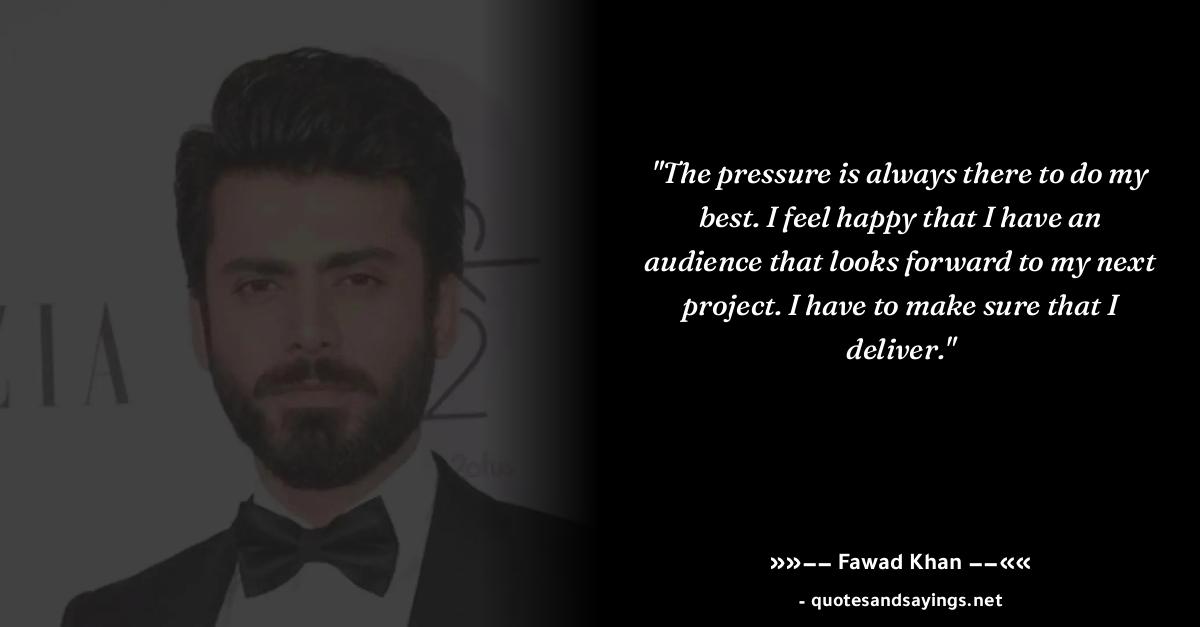 "The pressure is always there to do my
best. I feel happy that I have an
audience that looks forward to my next
project. I have to make sure that I
deliver."
»»–– Fawad Khan ––««
- quotesandsayings.net
ZIA